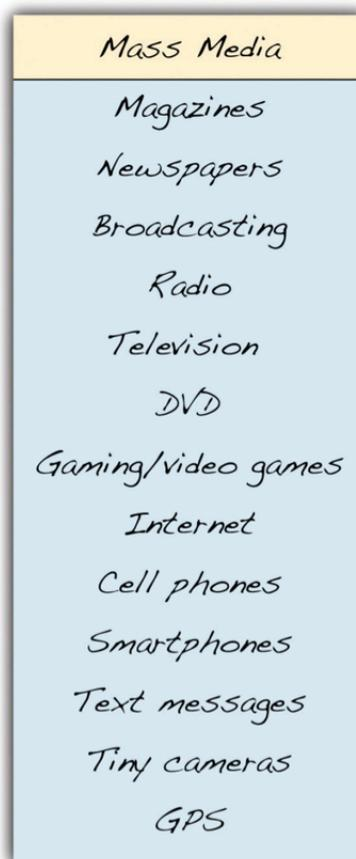 Mass Media
Magazines
Newspapers
Broadcasting
Radio
Television
DVD
Gaming/video games
Internet
Cell phones
Smartphones
Text messages
Tiny cameras
GPS